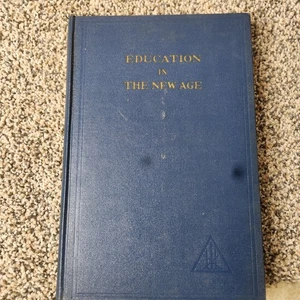 EDUCATION
IN
THE NEW AGE